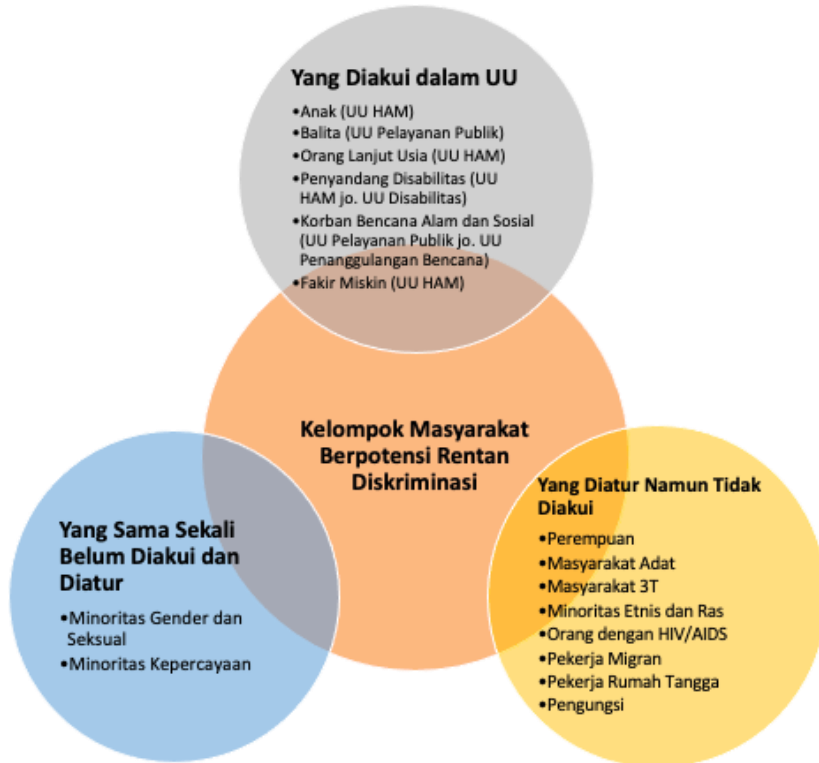 Yang Diakui dalam UU
•Anak (UU HAM)
•Balita (UU Pelayanan Publik)
•Orang Lanjut Usia (UU HAM)
•Penyandang Disabilitas (UU
HAM jo. UU Disabilitas)
•Korban Bencana Alam dan Sosial
(UU Pelayanan Publik jo. UU
Penanggulangan Bencana)
•Fakir Miskin (UU HAM)
Kelompok Masyarakat
Berpotensi Rentan
Diskriminasi
Yang Sama Sekali
Belum Diakui dan
Diatur
•Minoritas Gender dan
Seksual
•Minoritas Kepercayaan
Yang Diatur Namun Tidak
Diakui
•Perempuan
•Masyarakat Adat
•Masyarakat 3T
•Minoritas Etnis dan Ras
•Orang dengan HIV/AIDS
•Pekerja Migran
•Pekerja Rumah Tangga
•Pengungsi